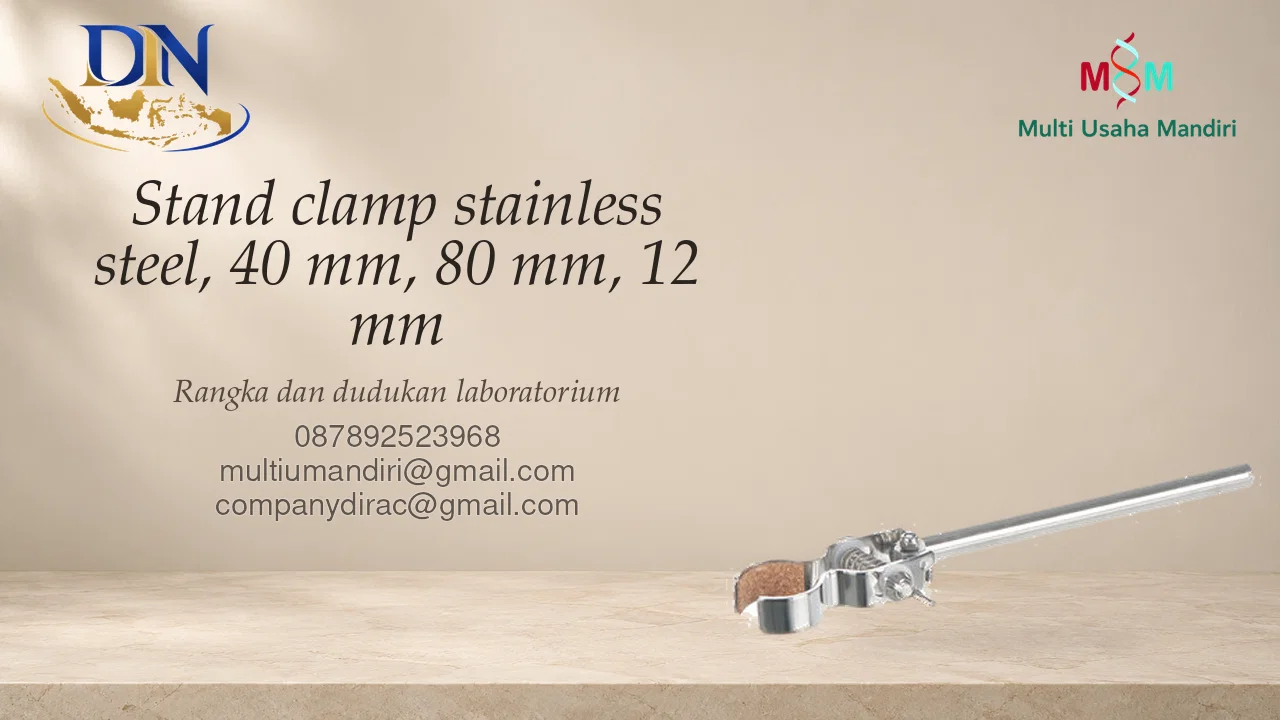 DIN
MSM
Multi Usaha Mandiri
Stand clamp stainless
steel, 40 mm, 80 mm, 12
mm
Rangka dan dudukan laboratorium
087892523968
multiumandiri@gmail.com
companydirac@gmail.com